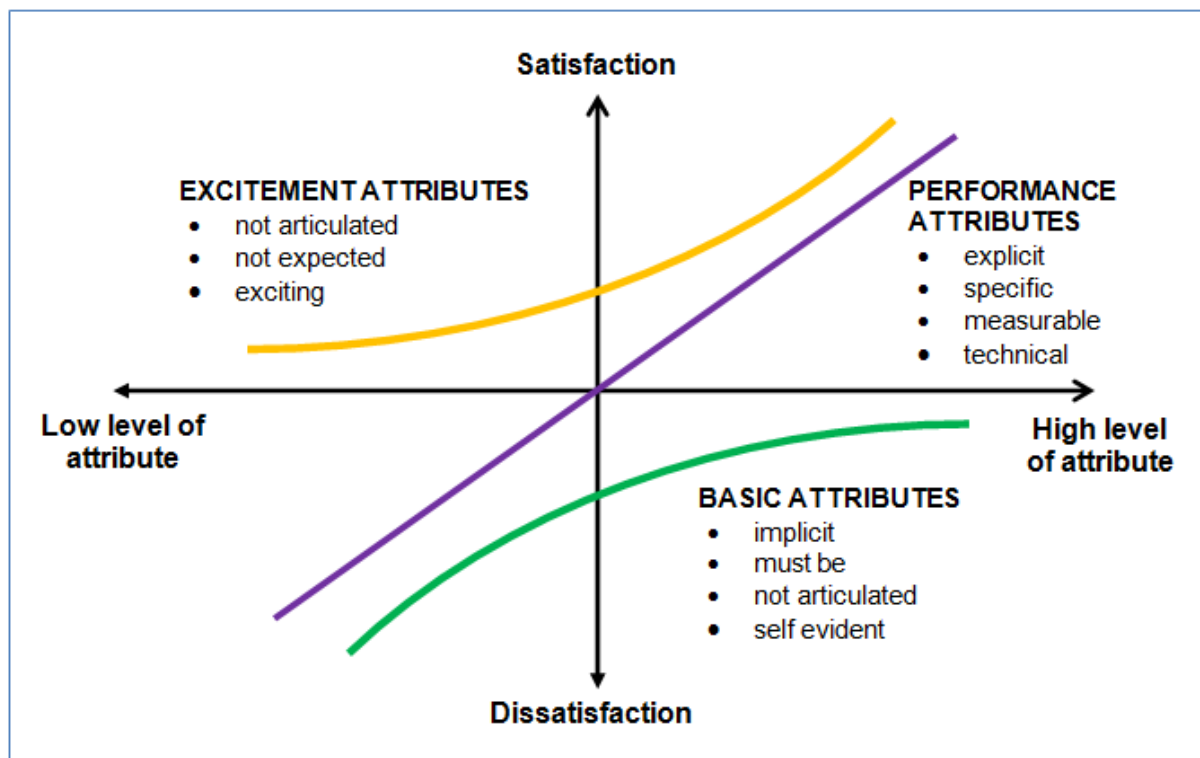 Satisfaction
EXCITEMENT ATTRIBUTES
• not articulated
• not expected
• exciting
PERFORMANCE
ATTRIBUTES
• explicit
• specific
• measurable
• technical
Low level of
attribute
High level
of attribute
BASIC ATTRIBUTES
• implicit
• must be
• not articulated
• self evident
Dissatisfaction